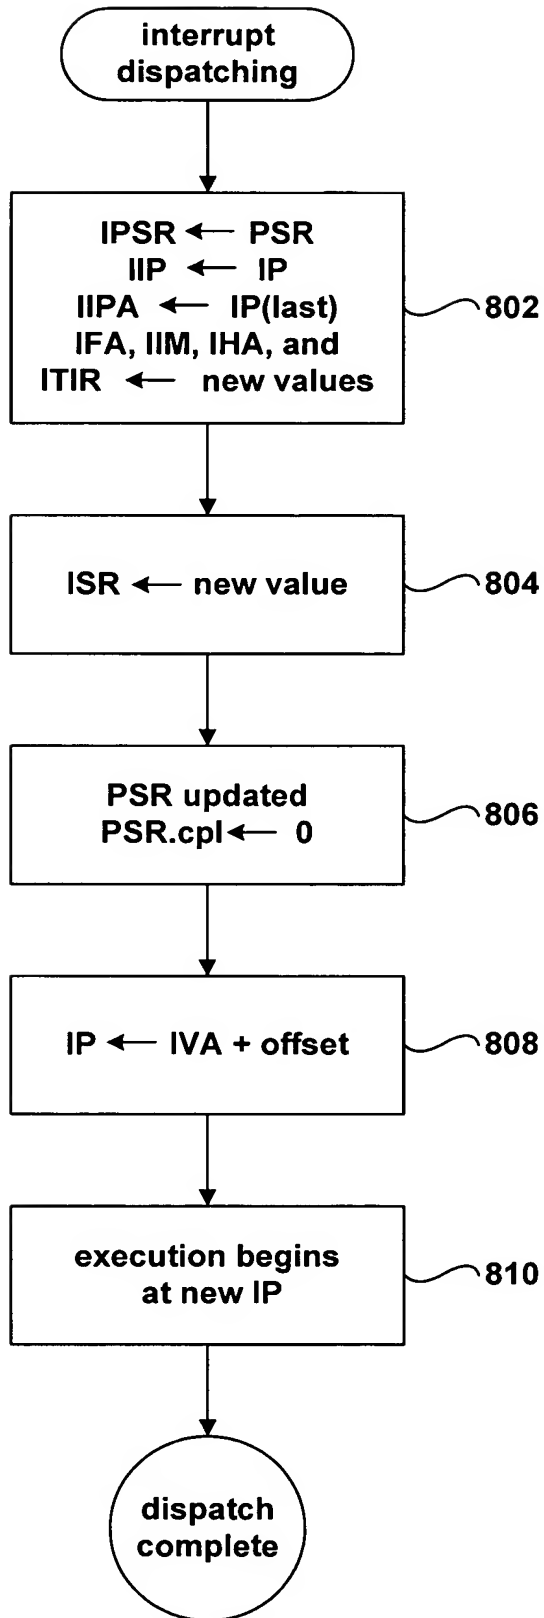 interrupt
dispatching
IPSR ← PSR
IIP ← IP
IIPA ← IP(last)
IFA, IIM, IHA, and
ITIR ← new values
802
ISR ← new value
804
PSR updated
PSR.cpl ← 0
806
IP ← IVA + offset
808
execution begins
at new IP
810
dispatch
complete